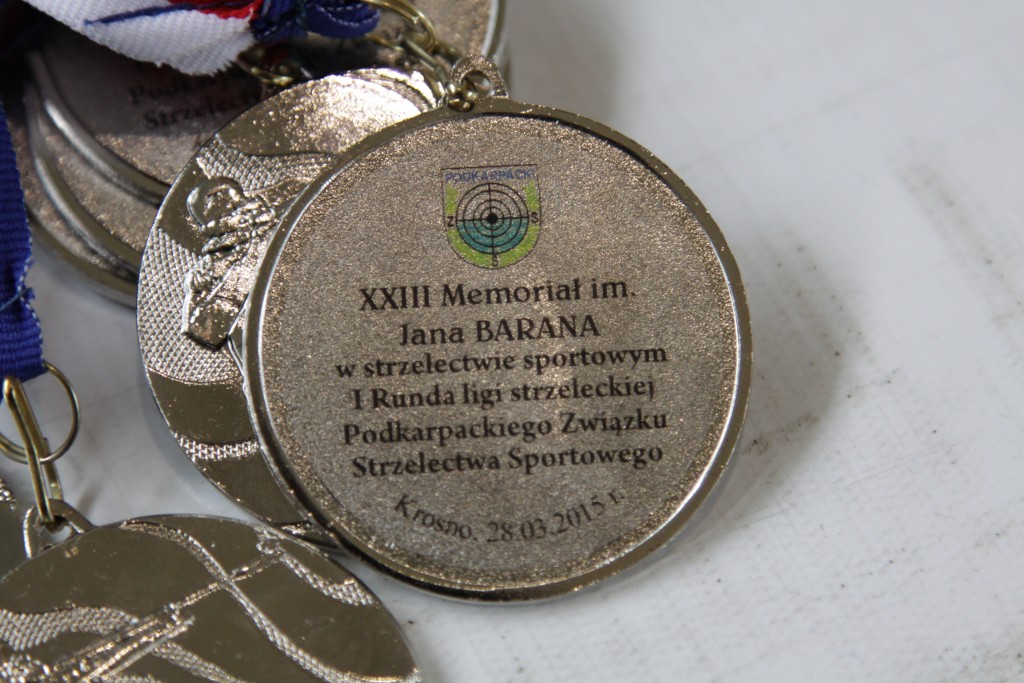 Strzelect
PODKARPACKI
Z S
S
XXIII Memoriał im.
Jana BARANA
w strzelectwie sportowym
I Runda ligi strzeleckiej
Podkarpackiego Związku
Strzelectwa Sportowego
Krosno, 28.03.2015 r.